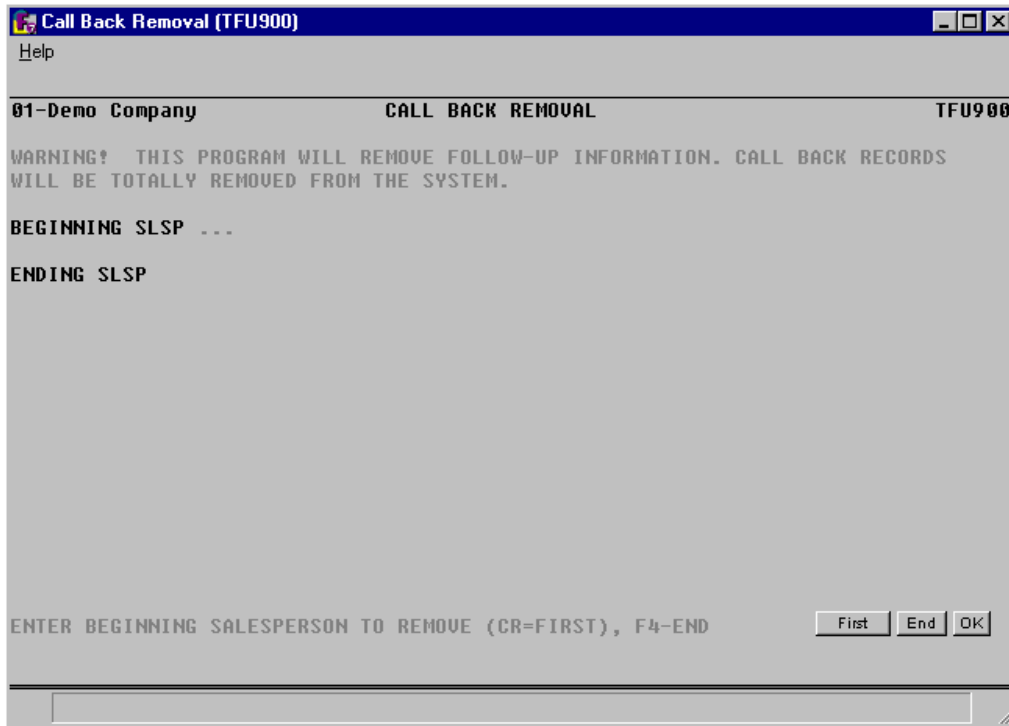 Call Back Removal (TFU900)
Help
01-Demo Company CALL BACK REMOVAL TFU900
WARNING! THIS PROGRAM WILL REMOVE FOLLOW-UP INFORMATION. CALL BACK RECORDS
WILL BE TOTALLY REMOVED FROM THE SYSTEM.
BEGINNING SLSP ...
ENDING SLSP
ENTER BEGINNING SALESPERSON TO REMOVE (CR=FIRST), F4-END First End OK